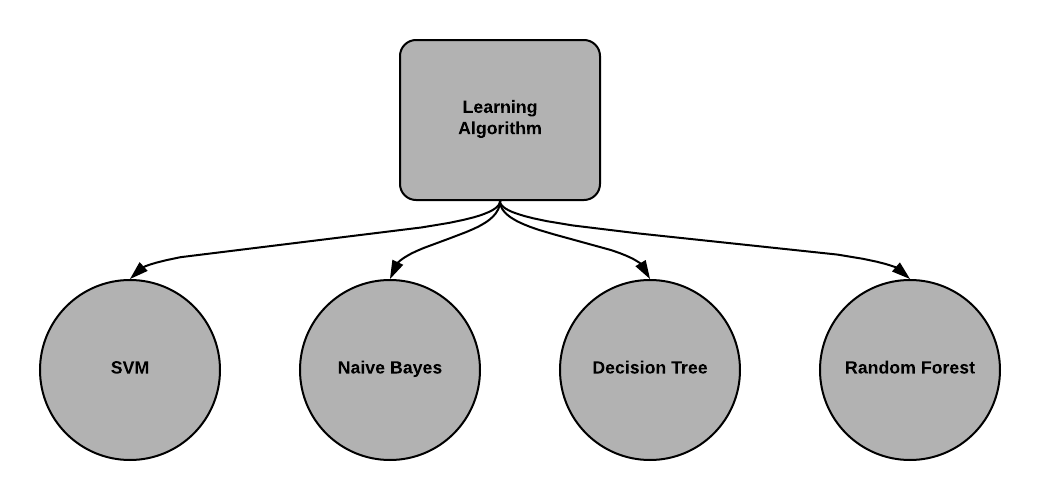 Learning
Algorithm
SVM
Naive Bayes
Decision Tree
Random Forest